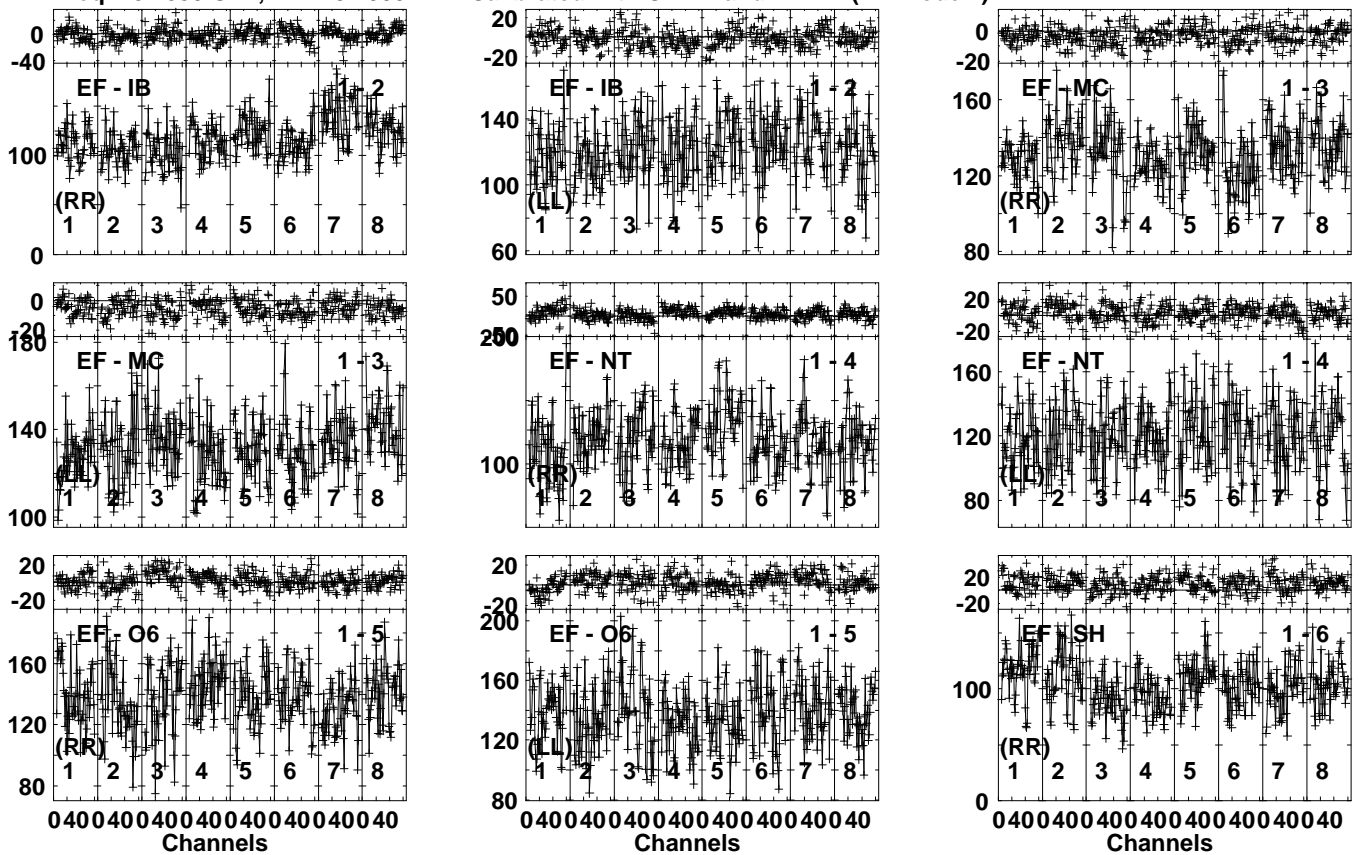 0 20 0
-40 -20 -20
EF - IB 1 - 2 EF - IB 1 - 2 EF - MC 1 - 3
100 140 100 160 120
(RR) (LL) (RR)
1 2 3 4 5 6 7 8 1 2 3 4 5 6 7 8 1 2 3 4 5 6 7 8
0 60 80
0 50 20
-20 -20
180 200
EF - MC 1 - 3 EF - NT 1 - 4 EF - NT 1 - 4
140 100 160 120
(LL) (RR) (LL)
1 2 3 4 5 6 7 8 1 2 3 4 5 6 7 8 1 2 3 4 5 6 7 8
100 80
20 20 20
-20 -20 -20
200
EF - O6 1 - 5 EF - O6 1 - 5 EF - SH 1 - 6
160 120 160 120 100
(RR) (LL) (RR)
1 2 3 4 5 6 7 8 1 2 3 4 5 6 7 8 1 2 3 4 5 6 7 8
80 80 0
0 40 0 40 0 40 0 40 0 40 0 40 0 40 0 40 0 40 0 40 0 40 0 40 0 40 0 40 0 40 0 40 0 40 0 40 0 40 0 40 0 40 0 40 0 40 0 40
Channels Channels Channels